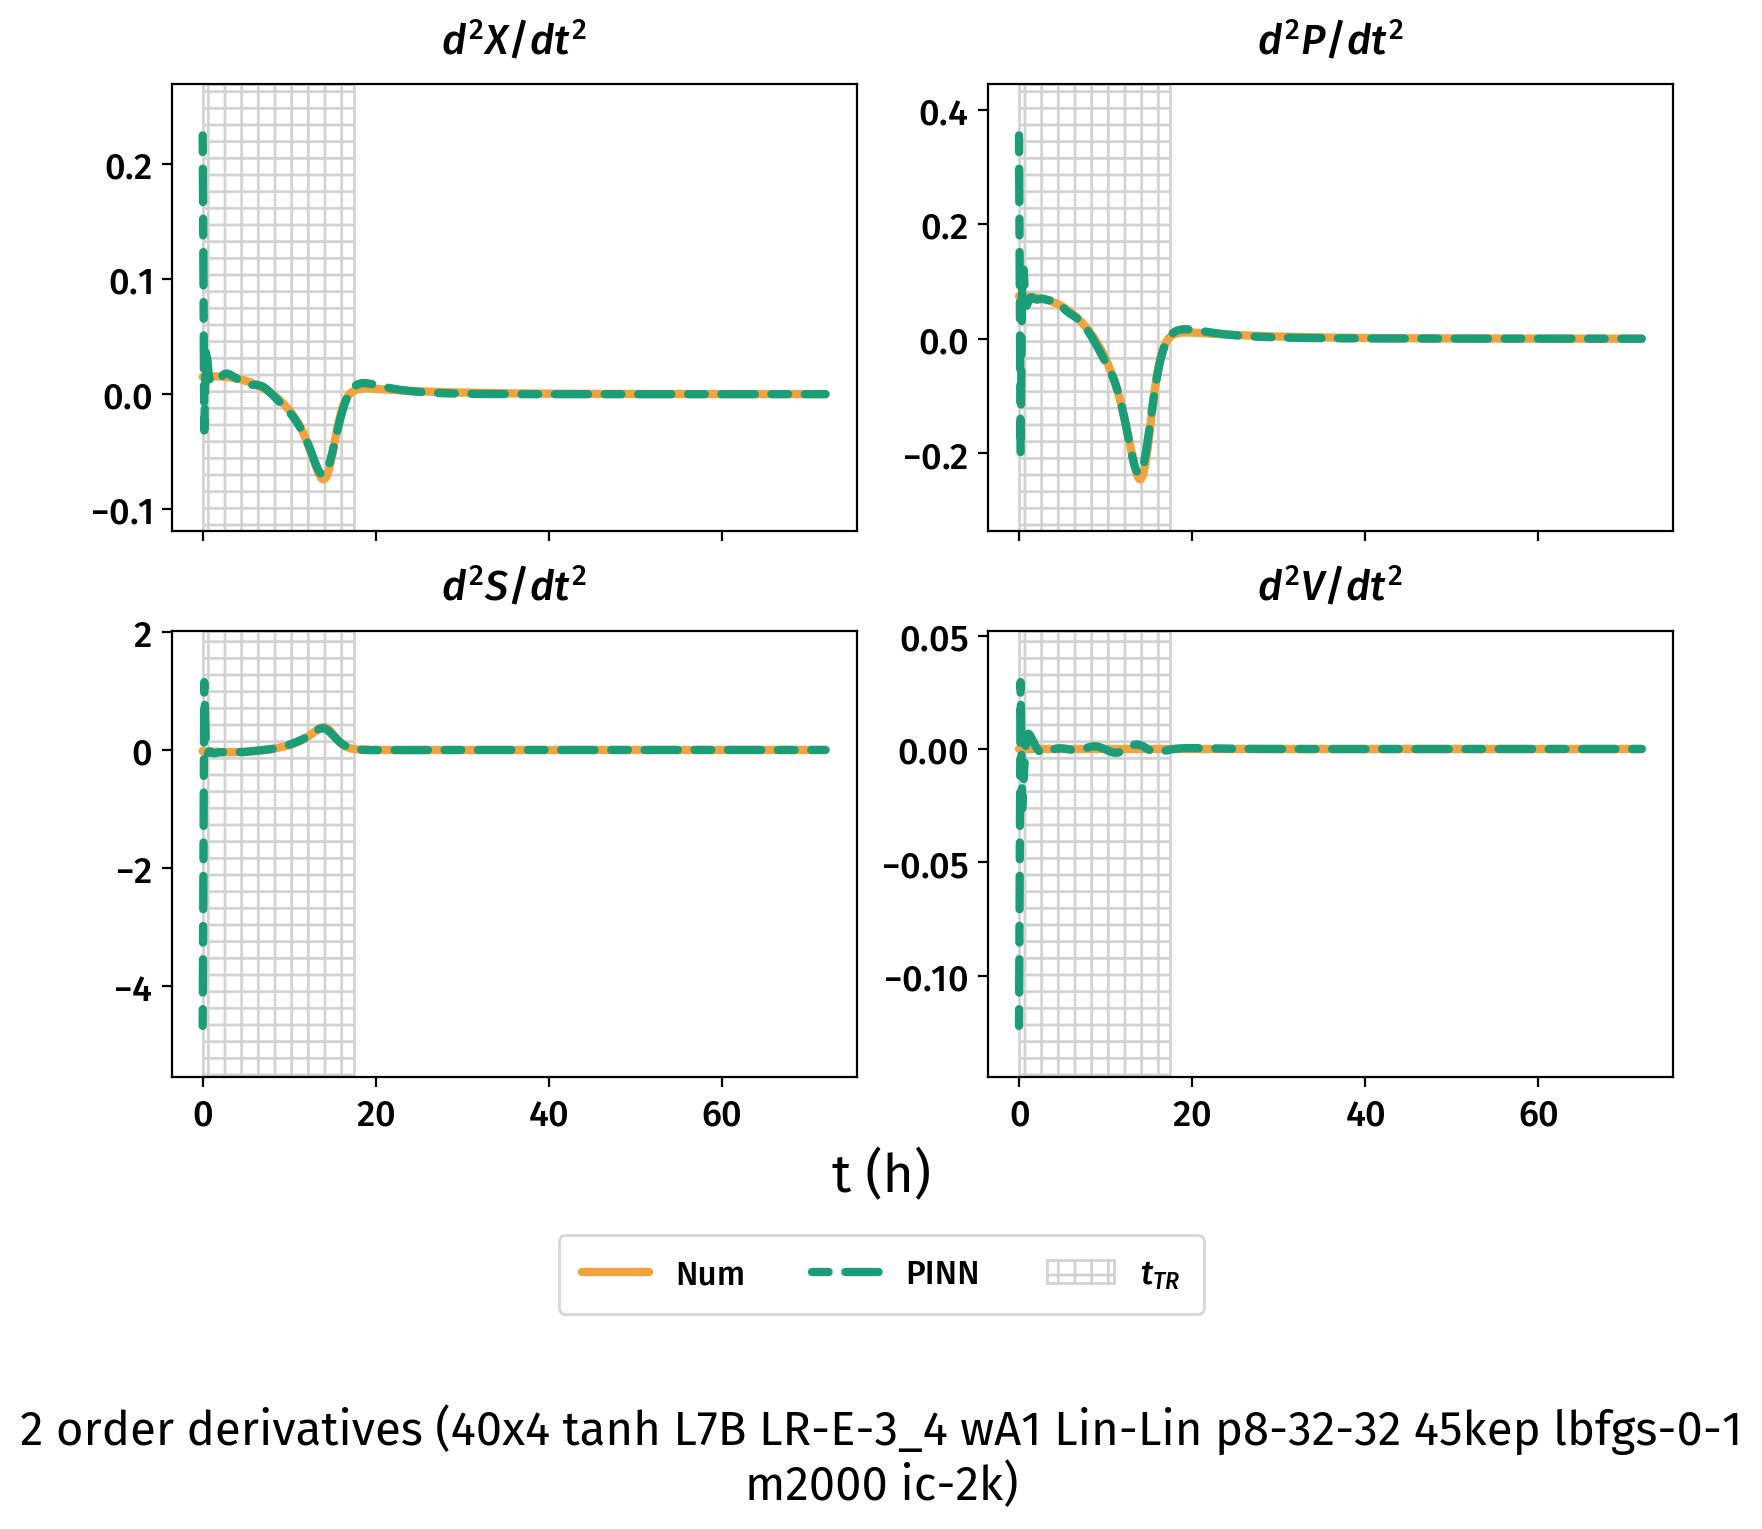 d²X/dt²
0.2
0.1
0.0
−0.1
d²P/dt²
0.4
0.2
0.0
−0.2
d²S/dt²
2
0
−2
−4
0 20 40 60
d²V/dt²
0.05
0.00
−0.05
−0.10
0 20 40 60
t (h)
Num PINN t_TR
2 order derivatives (40x4 tanh L7B LR-E-3_4 wA1 Lin-Lin p8-32-32 45kep lbfgs-0-1
m2000 ic-2k)